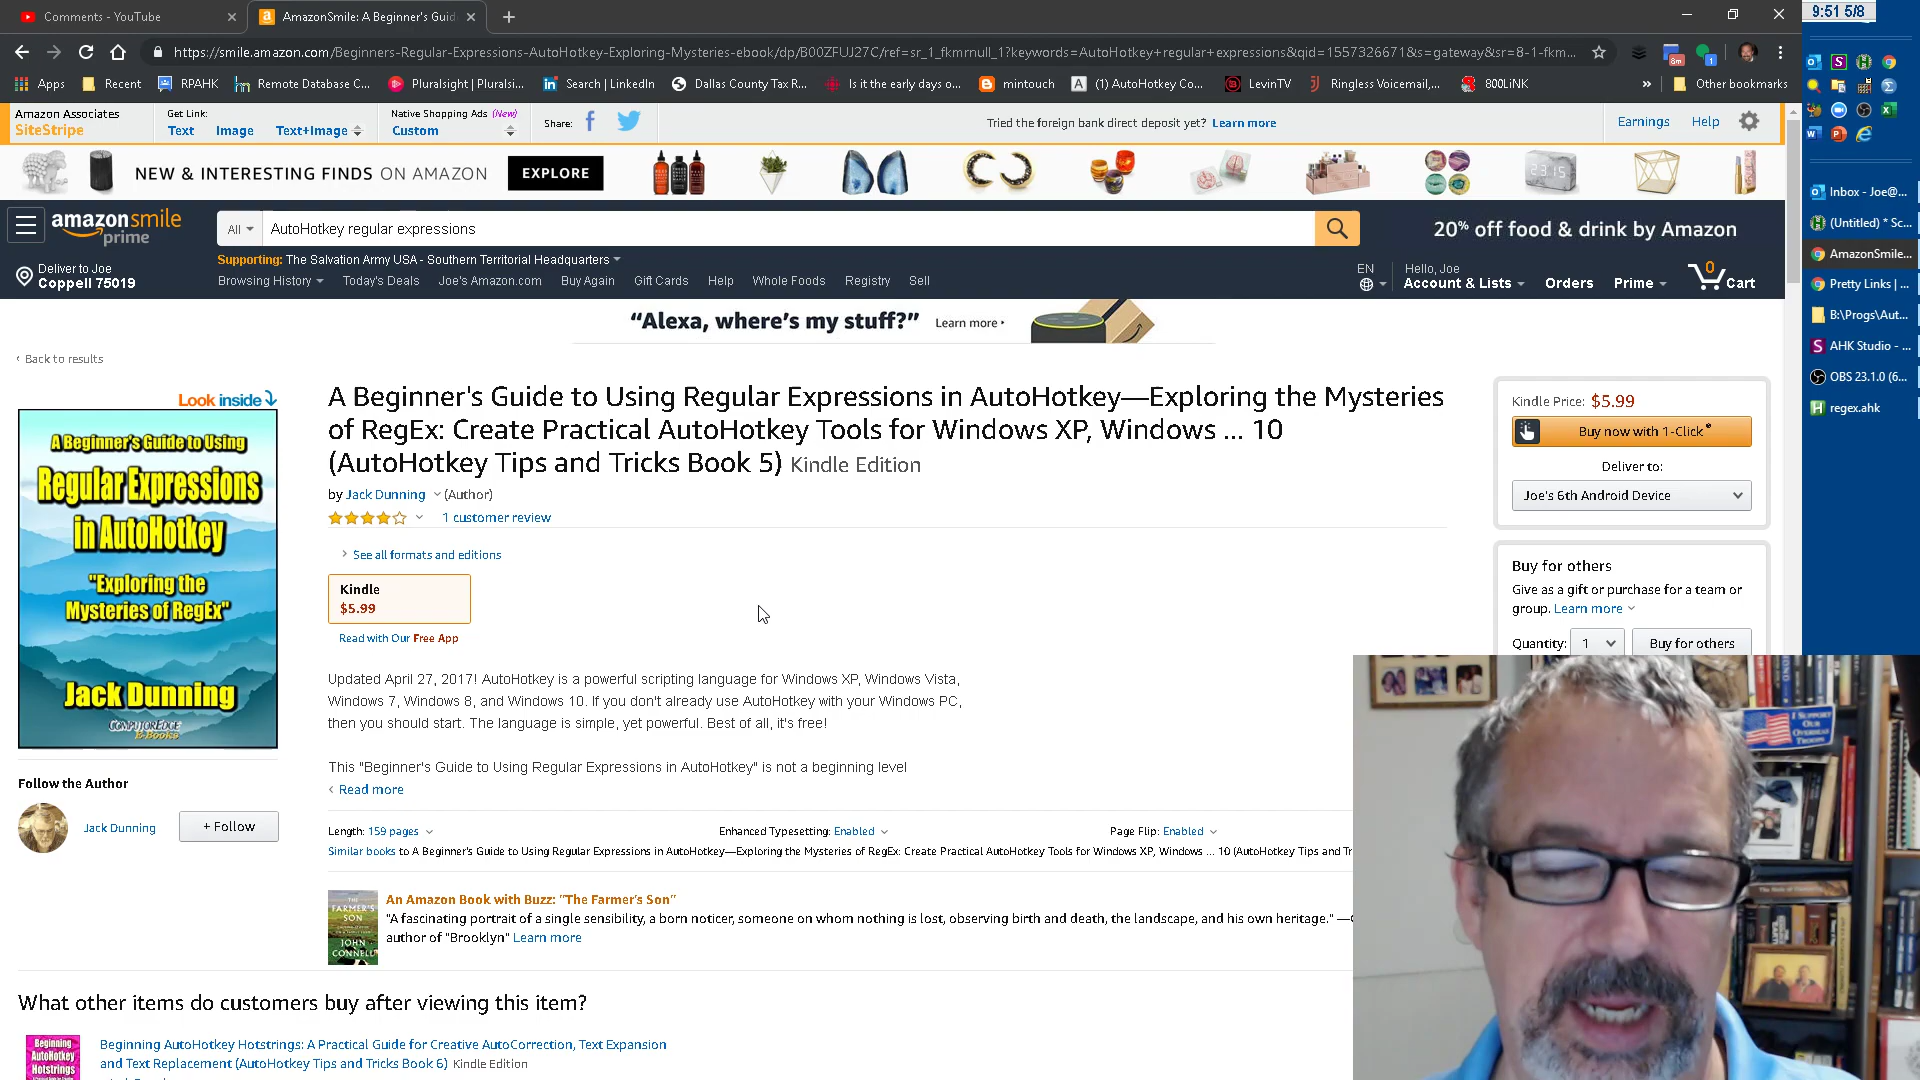 Comments - YouTube
AmazonSmile: A Beginner's Guid
9:51 5/8
https://smile.amazon.com/Beginners-Regular-Expressions-AutoHotkey-Exploring-Mysteries-ebook/dp/B00ZFUJ27C/ref=sr_1_fkmrnull_1?keywords=AutoHotkey+regular+expressions&qid=1557326671&s=gateway&sr=8-1-fkm...
Apps
Recent
RPAHK
Remote Database C...
Pluralsight | Pluralsi...
Search | LinkedIn
Dallas County Tax R...
Is it the early days o...
mintouch
(1) AutoHotkey Co...
LevinTV
Ringless Voicemail,...
800LiNK
»
Other bookmarks
Amazon Associates
SiteStripe
Get Link:
Text
Image
Text+Image
Native Shopping Ads (New)
Custom
Share:
Tried the foreign bank direct deposit yet? Learn more
Earnings
Help
NEW & INTERESTING FINDS ON AMAZON
EXPLORE
23:15
amazonsmile
prime
All
AutoHotkey regular expressions
20% off food & drink by Amazon
Supporting: The Salvation Army USA - Southern Territorial Headquarters
Deliver to Joe
Coppell 75019
Browsing History
Today's Deals
Joe's Amazon.com
Buy Again
Gift Cards
Help
Whole Foods
Registry
Sell
EN
Hello, Joe
Account & Lists
Orders
Prime
0
Cart
“Alexa, where's my stuff?”
Learn more
‹ Back to results
Look inside
A Beginner's Guide to Using
Regular Expressions
in AutoHotkey
"Exploring the
Mysteries of RegEx"
Jack Dunning
COMPUTOREDGE
E-BOOKS
A Beginner's Guide to Using Regular Expressions in AutoHotkey—Exploring the Mysteries
of RegEx: Create Practical AutoHotkey Tools for Windows XP, Windows ... 10
(AutoHotkey Tips and Tricks Book 5) Kindle Edition
by Jack Dunning (Author)
1 customer review
See all formats and editions
Kindle
$5.99
Read with Our Free App
Updated April 27, 2017! AutoHotkey is a powerful scripting language for Windows XP, Windows Vista,
Windows 7, Windows 8, and Windows 10. If you don't already use AutoHotkey with your Windows PC,
then you should start. The language is simple, yet powerful. Best of all, it's free!
This "Beginner's Guide to Using Regular Expressions in AutoHotkey" is not a beginning level
‹ Read more
Length: 159 pages
Enhanced Typesetting: Enabled
Page Flip: Enabled
Similar books to A Beginner's Guide to Using Regular Expressions in AutoHotkey—Exploring the Mysteries of RegEx: Create Practical AutoHotkey Tools for Windows XP, Windows ... 10 (AutoHotkey Tips and Tr
Follow the Author
Jack Dunning
+ Follow
THE
FARMER'S
SON
JOHN
CONNELL
An Amazon Book with Buzz: "The Farmer's Son"
"A fascinating portrait of a single sensibility, a born noticer, someone on whom nothing is lost, observing birth and death, the landscape, and his own heritage." —
author of "Brooklyn" Learn more
What other items do customers buy after viewing this item?
Beginning
AutoHotkey
Hotstrings
Beginning AutoHotkey Hotstrings: A Practical Guide for Creative AutoCorrection, Text Expansion
and Text Replacement (AutoHotkey Tips and Tricks Book 6) Kindle Edition
Kindle Price: $5.99
Buy now with 1-Click®
Deliver to:
Joe's 6th Android Device
Buy for others
Give as a gift or purchase for a team or
group. Learn more
Quantity: 1
Buy for others
Inbox - Joe@...
(Untitled) * Sc...
AmazonSmile...
Pretty Links | ...
B:\Progs\Aut...
AHK Studio - ...
OBS 23.1.0 (6...
regex.ahk
I SUPPORT
OUR
OVERSEAS
TROOPS